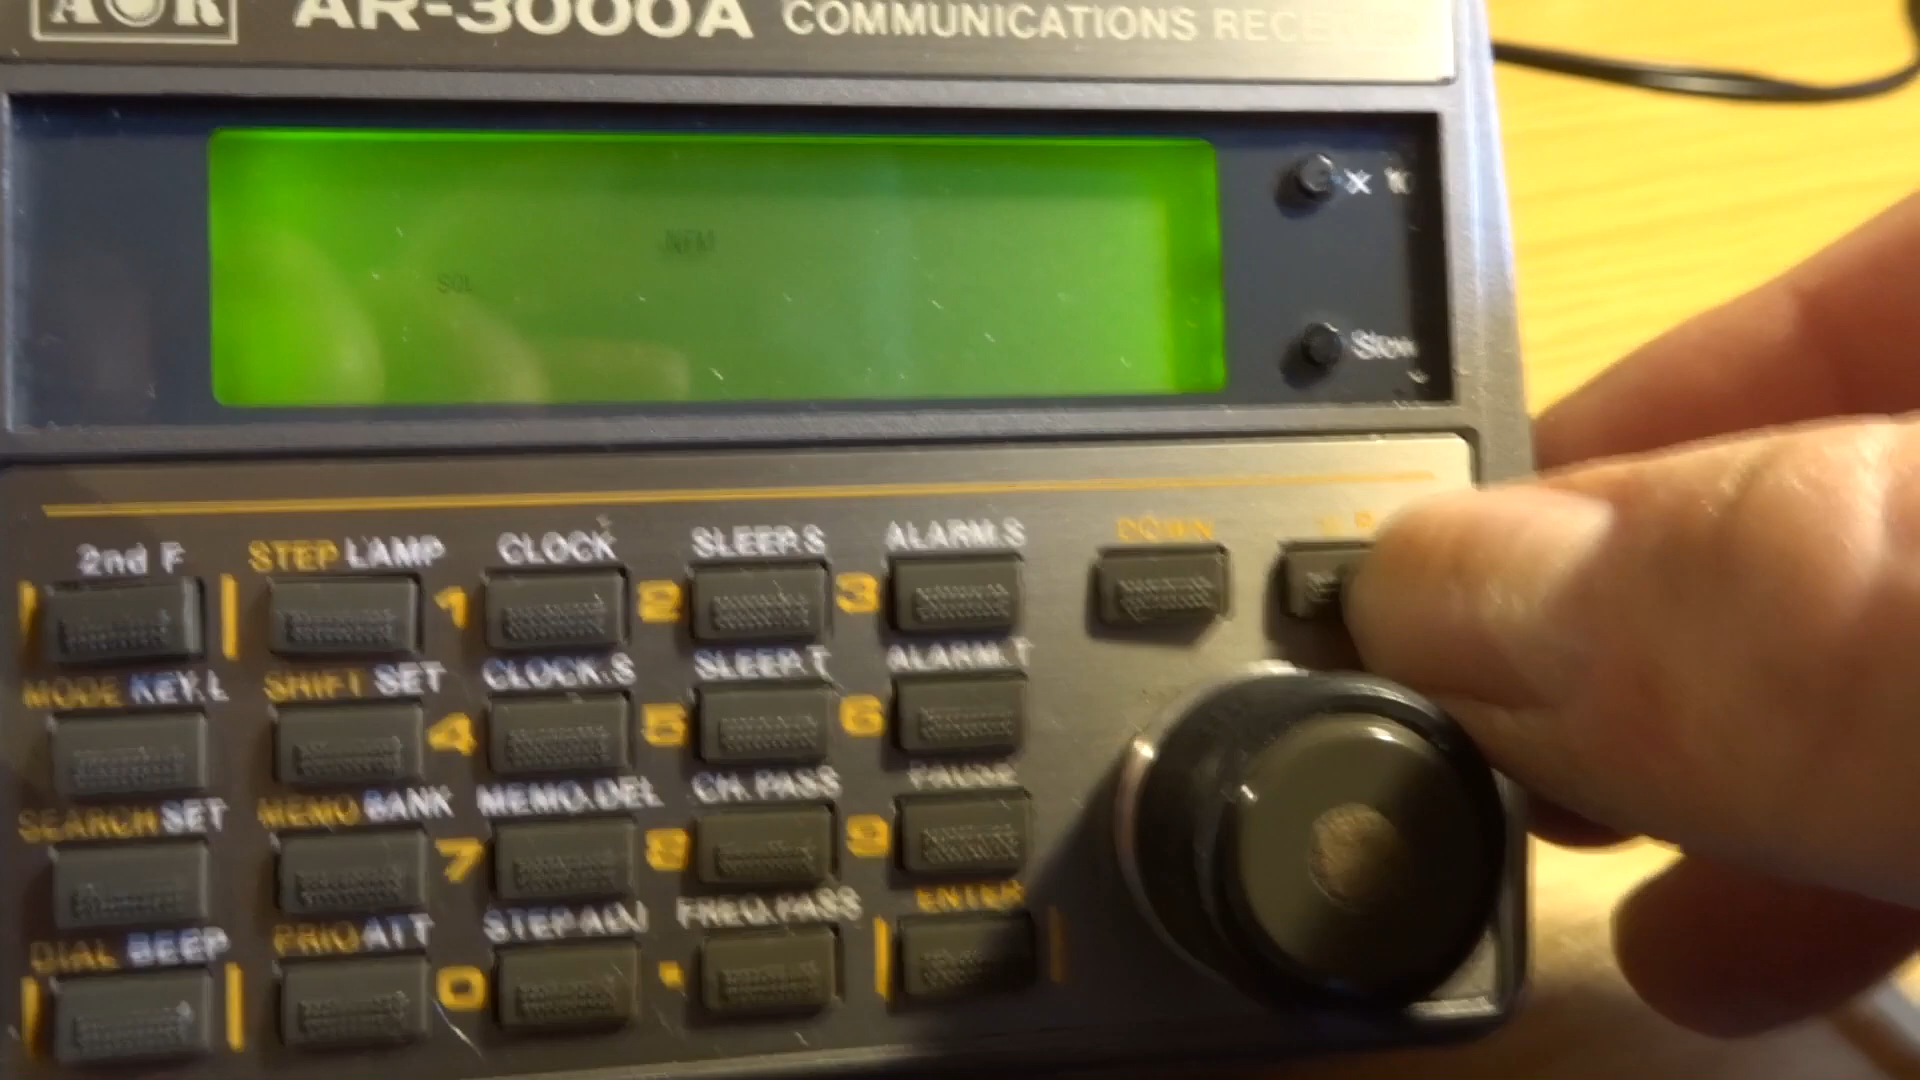 AOR AR-3000A COMMUNICATIONS
x 10
NFM
SQL
Slow
2nd F STEP LAMP CLOCK SLEEP.S ALARM.S DOWN
1 2 3
MODE KEY.L SHIFT SET CLOCK.S SLEEP.T ALARM.T
4 5 6
SEARCH SET MEMO BANK MEMO.DEL CH.PASS PAUSE
7 8 9
DIAL BEEP PRIO ATT STEP.ADJ FREQ.PASS ENTER
0 .